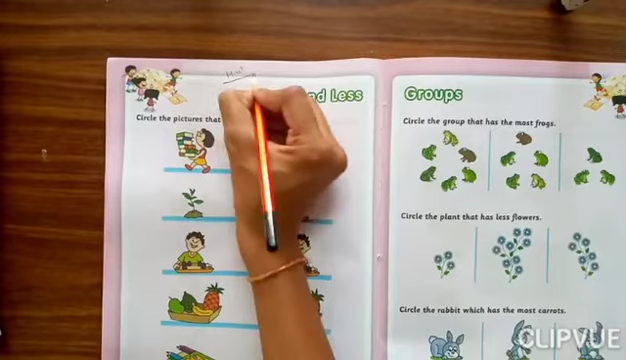 H.W
nd Less
Circle the pictures that
Groups
Circle the group that has the most frogs.
Circle the plant that has less flowers.
Circle the rabbit which has the most carrots.
CLIPVUE